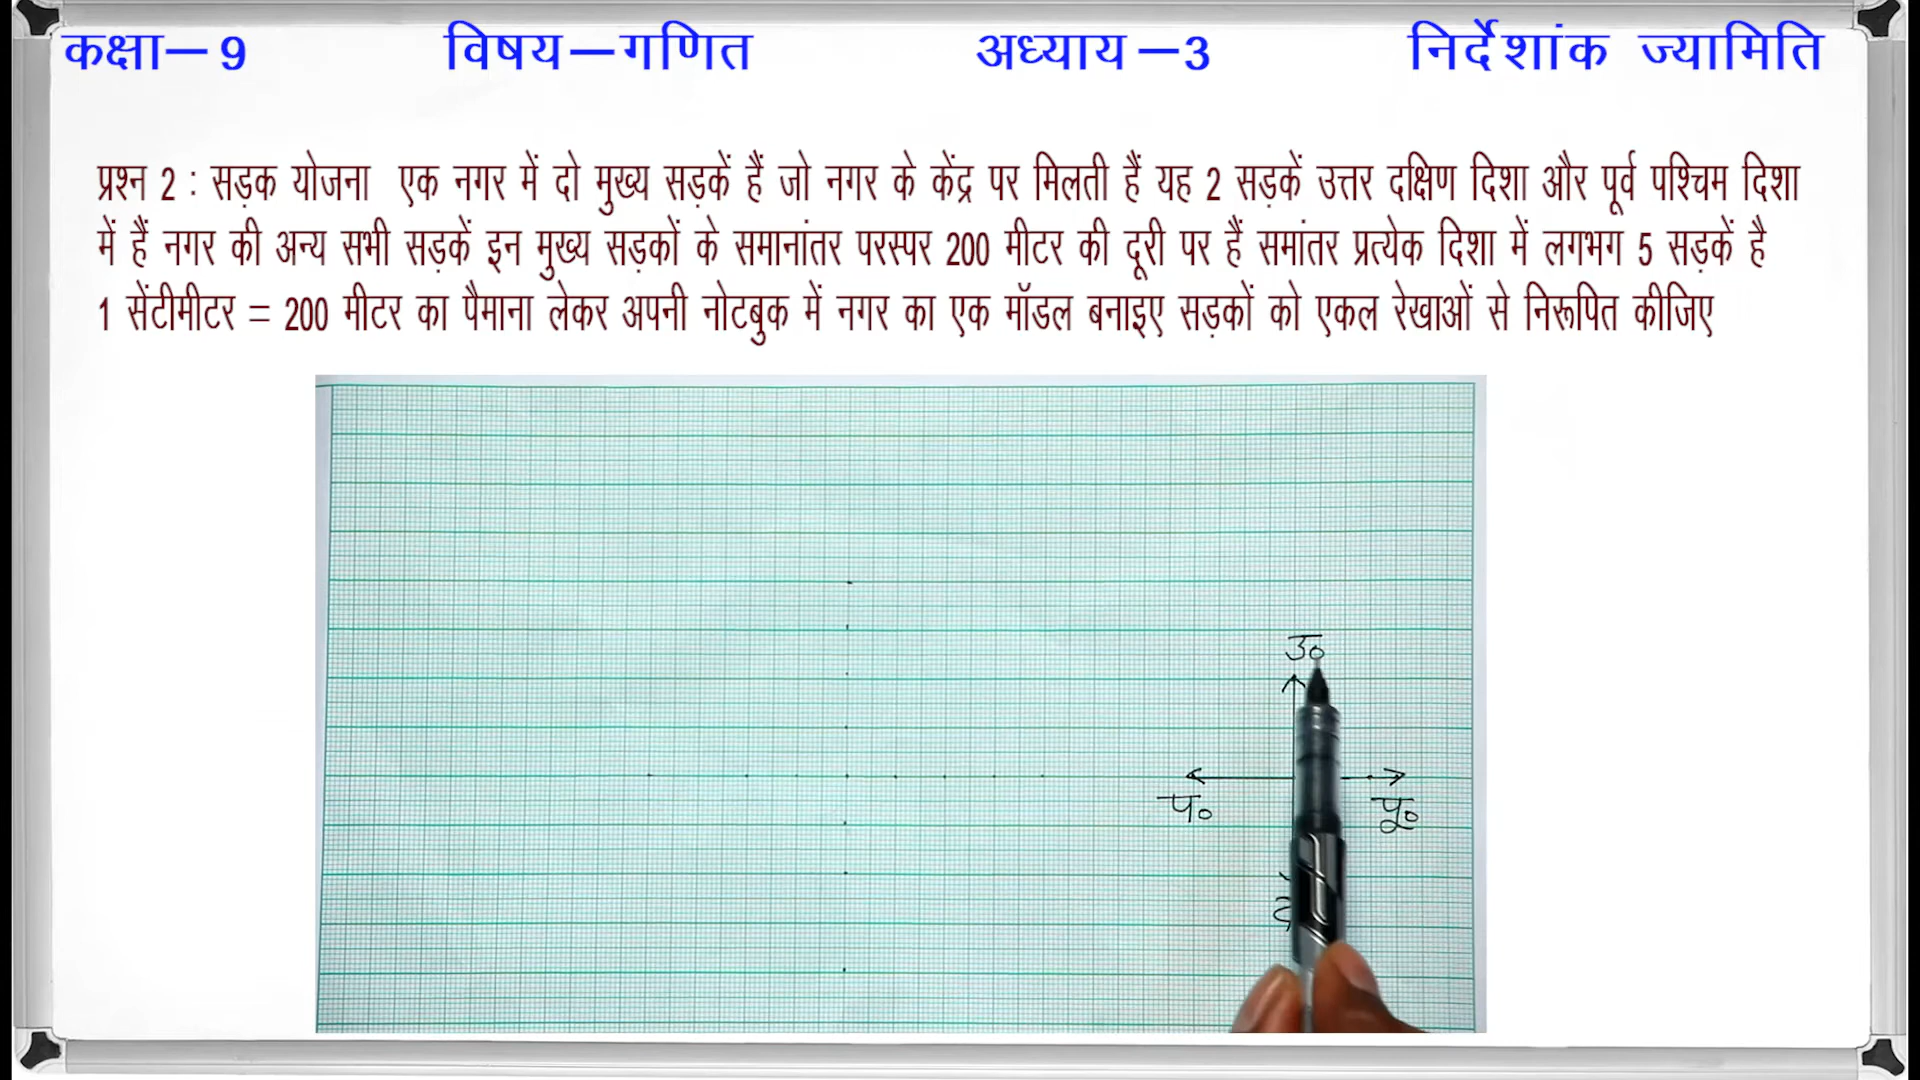 कक्षा—9 विषय—गणित अध्याय—3 निर्देशांक ज्यामिति
प्रश्न 2 : सड़क योजना एक नगर में दो मुख्य सड़कें हैं जो नगर के केंद्र पर मिलती हैं यह 2 सड़कें उत्तर दक्षिण दिशा और पूर्व पश्चिम दिशा
में हैं नगर की अन्य सभी सड़कें इन मुख्य सड़कों के समानांतर परस्पर 200 मीटर की दूरी पर हैं समांतर प्रत्येक दिशा में लगभग 5 सड़कें है
1 सेंटीमीटर = 200 मीटर का पैमाना लेकर अपनी नोटबुक में नगर का एक मॉडल बनाइए सड़कों को एकल रेखाओं से निरूपित कीजिए
उ०
प० पू०